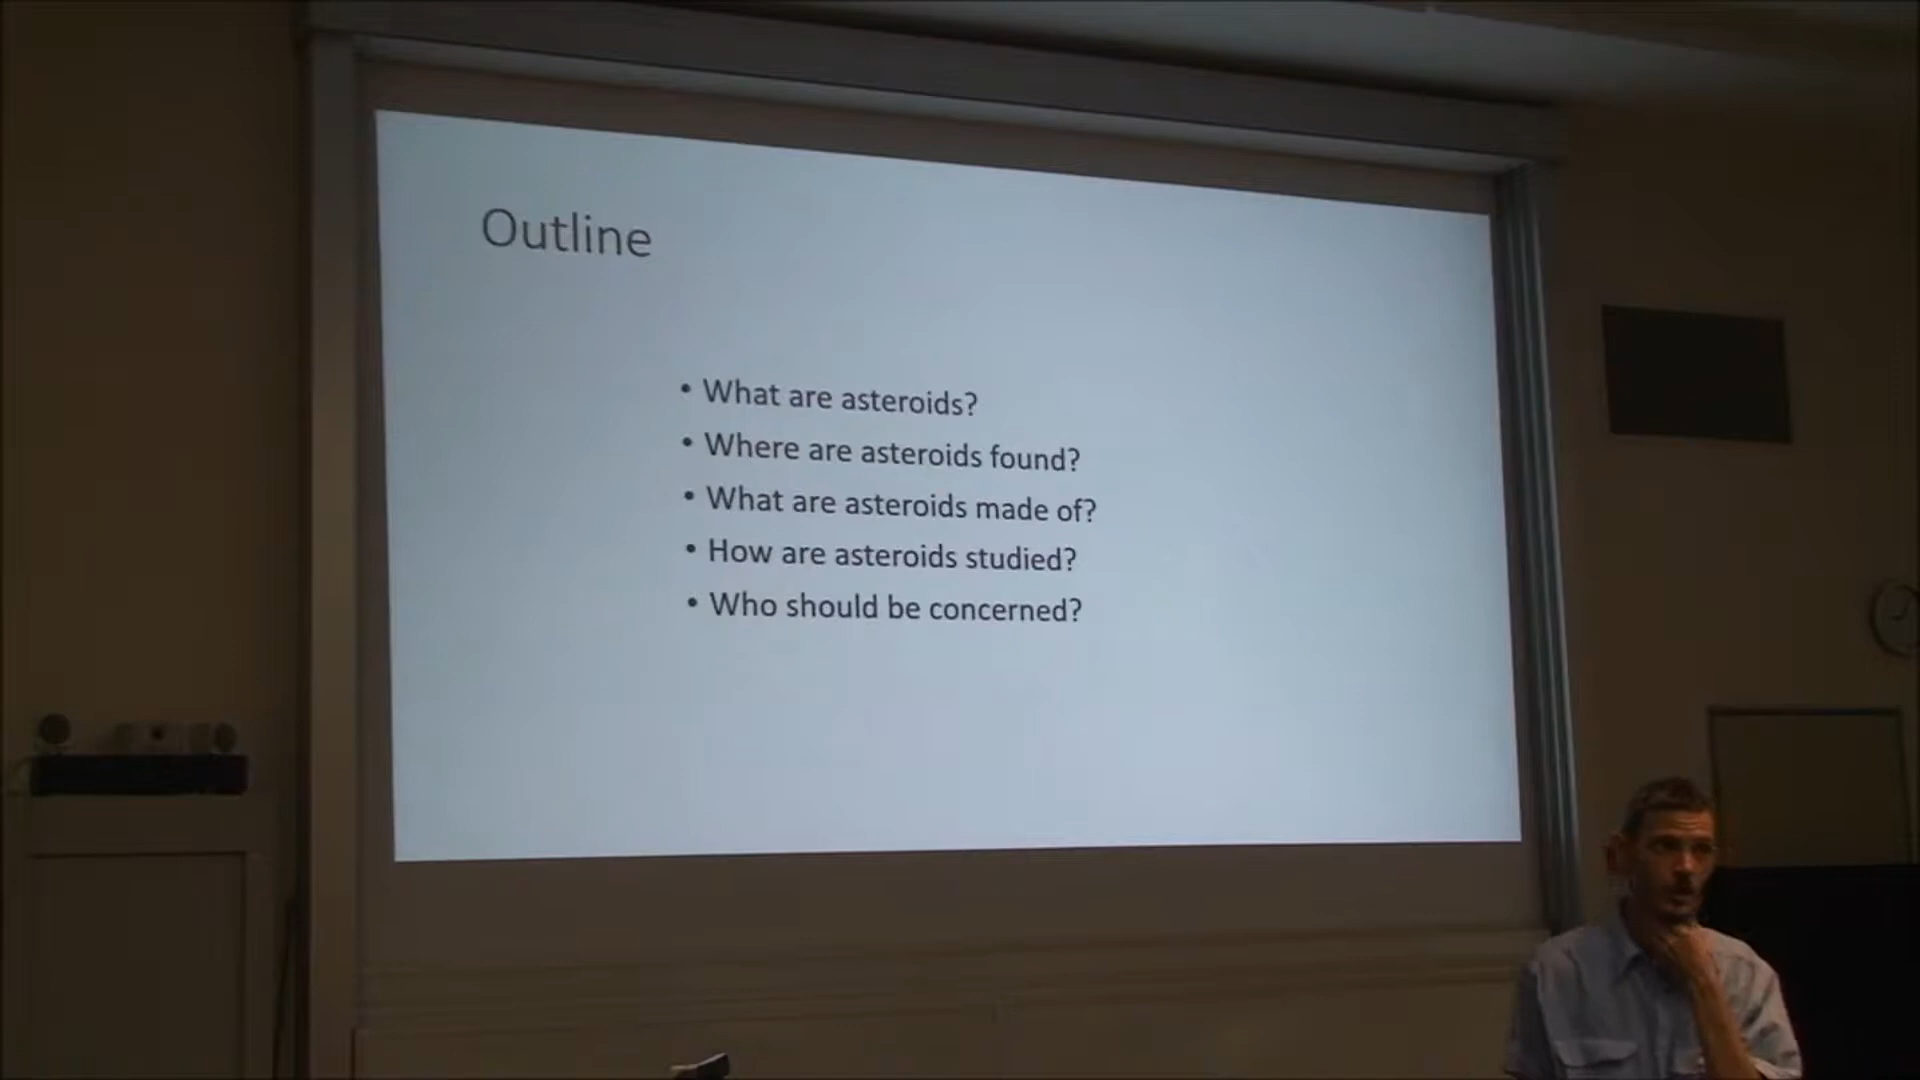 Outline
• What are asteroids?
• Where are asteroids found?
• What are asteroids made of?
• How are asteroids studied?
• Who should be concerned?